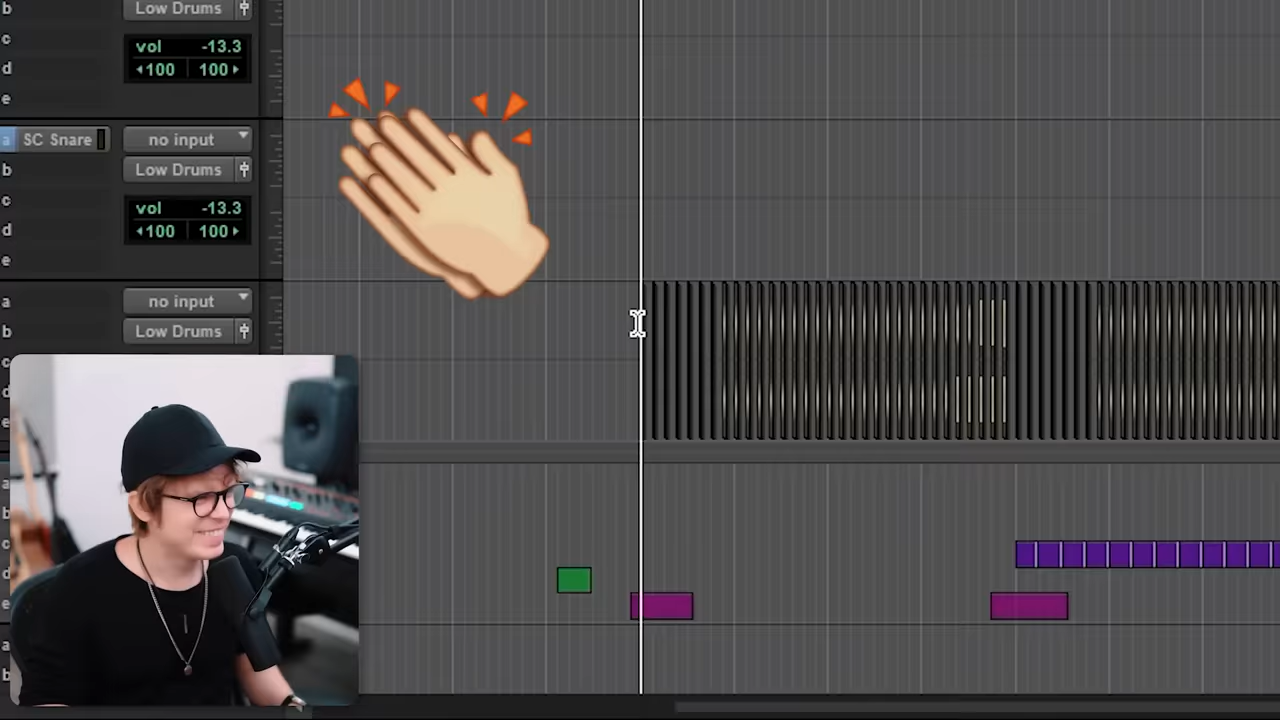 b Low Drums
c vol -13.3
d 100 100
e
a SC Snare no input
b Low Drums
c vol -13.3
d 100 100
e
a no input
b Low Drums
c
d
e
a
b
c
d
e
a
b